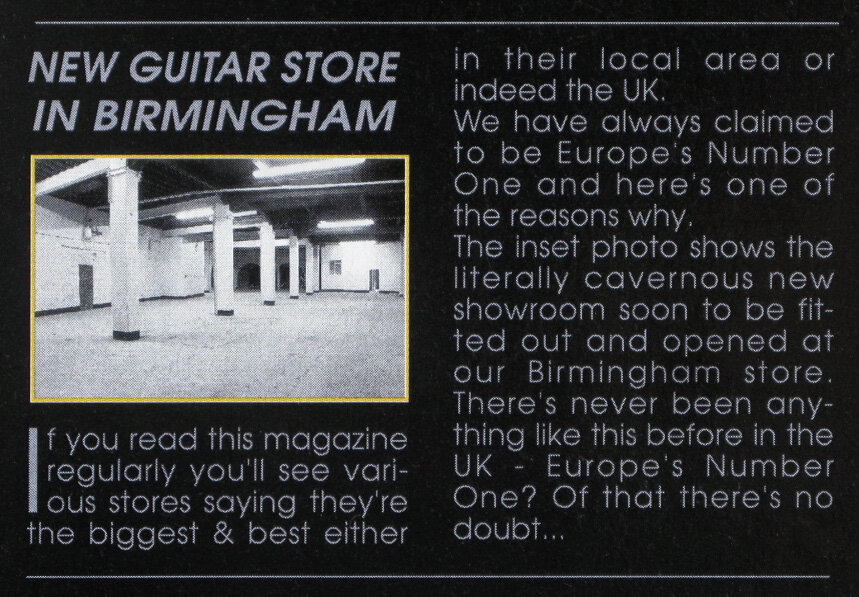 NEW GUITAR STORE
IN BIRMINGHAM
If you read this magazine
regularly you'll see vari-
ous stores saying they're
the biggest & best either
in their local area or
indeed the UK.
We have always claimed
to be Europe's Number
One and here's one of
the reasons why.
The inset photo shows the
literally cavernous new
showroom soon to be fit-
ted out and opened at
our Birmingham store.
There's never been any-
thing like this before in the
UK - Europe's Number
One? Of that there's no
doubt...